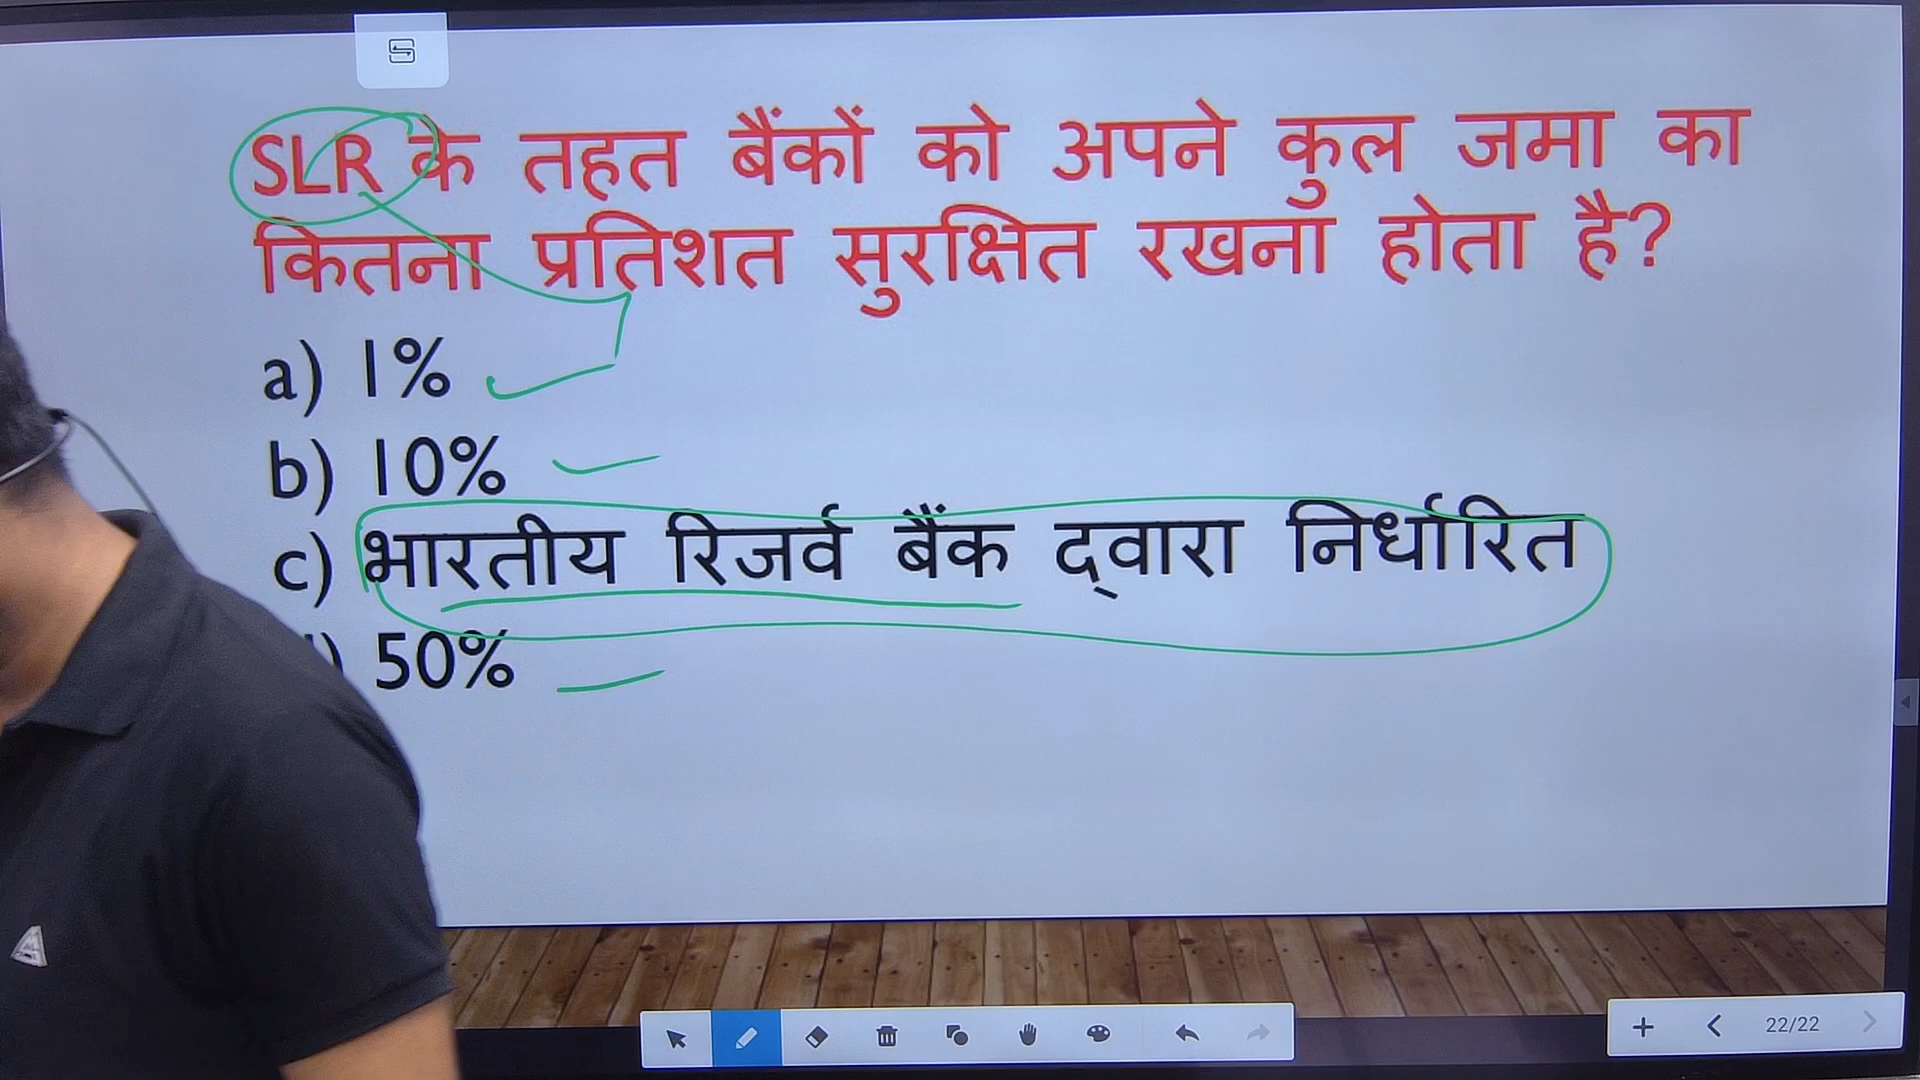 SLR के तहत बैंकों को अपने कुल जमा का
कितना प्रतिशत सुरक्षित रखना होता है?
a) 1%
b) 10%
c) भारतीय रिजर्व बैंक द्वारा निर्धारित
) 50%
22/22